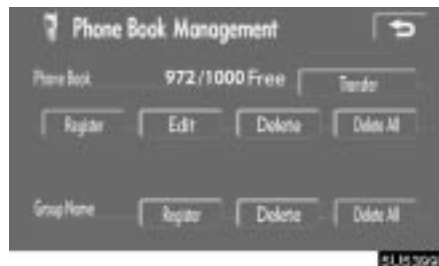 Phone Book Management
Phone Book 972/1000 Free Transfer
Register Edit Delete Delete All
Group Name Register Delete Delete All